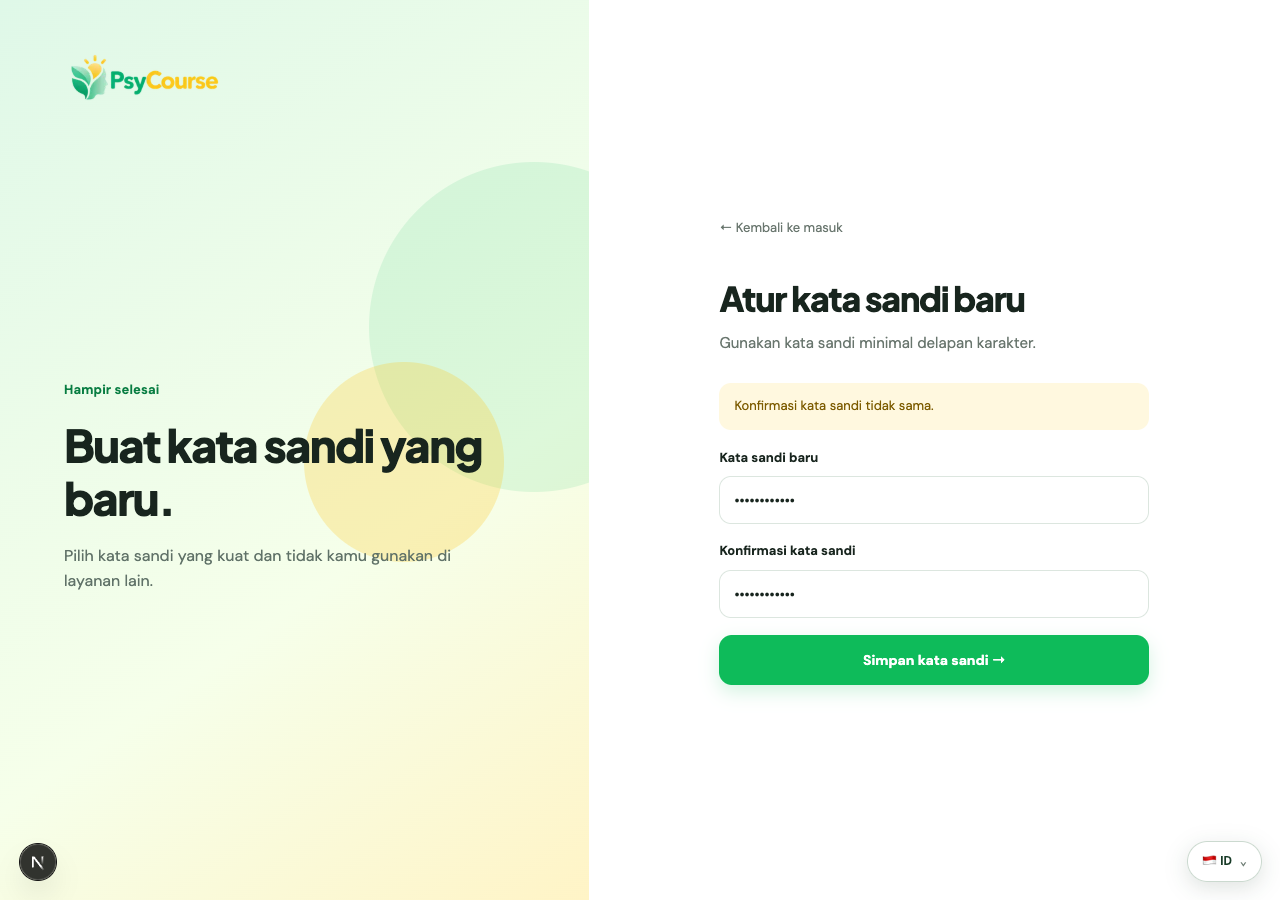 PsyCourse
Hampir selesai
Buat kata sandi yang
baru.
Pilih kata sandi yang kuat dan tidak kamu gunakan di
layanan lain.
← Kembali ke masuk
Atur kata sandi baru
Gunakan kata sandi minimal delapan karakter.
Konfirmasi kata sandi tidak sama.
Kata sandi baru
••••••••••••
Konfirmasi kata sandi
••••••••••••
Simpan kata sandi →
N
🇮🇩 ID ⌄